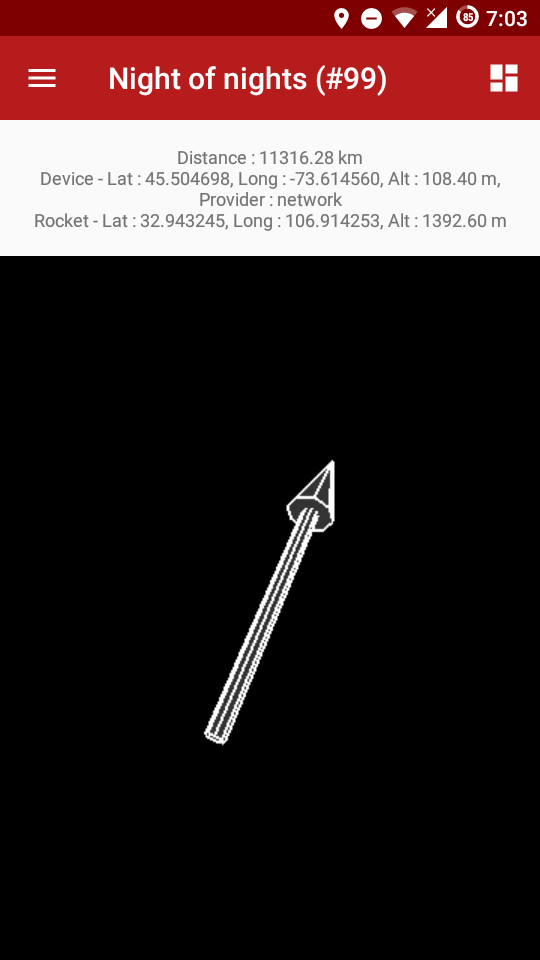 85 7:03
Night of nights (#99)
Distance : 11316.28 km
Device - Lat : 45.504698, Long : -73.614560, Alt : 108.40 m,
Provider : network
Rocket - Lat : 32.943245, Long : 106.914253, Alt : 1392.60 m